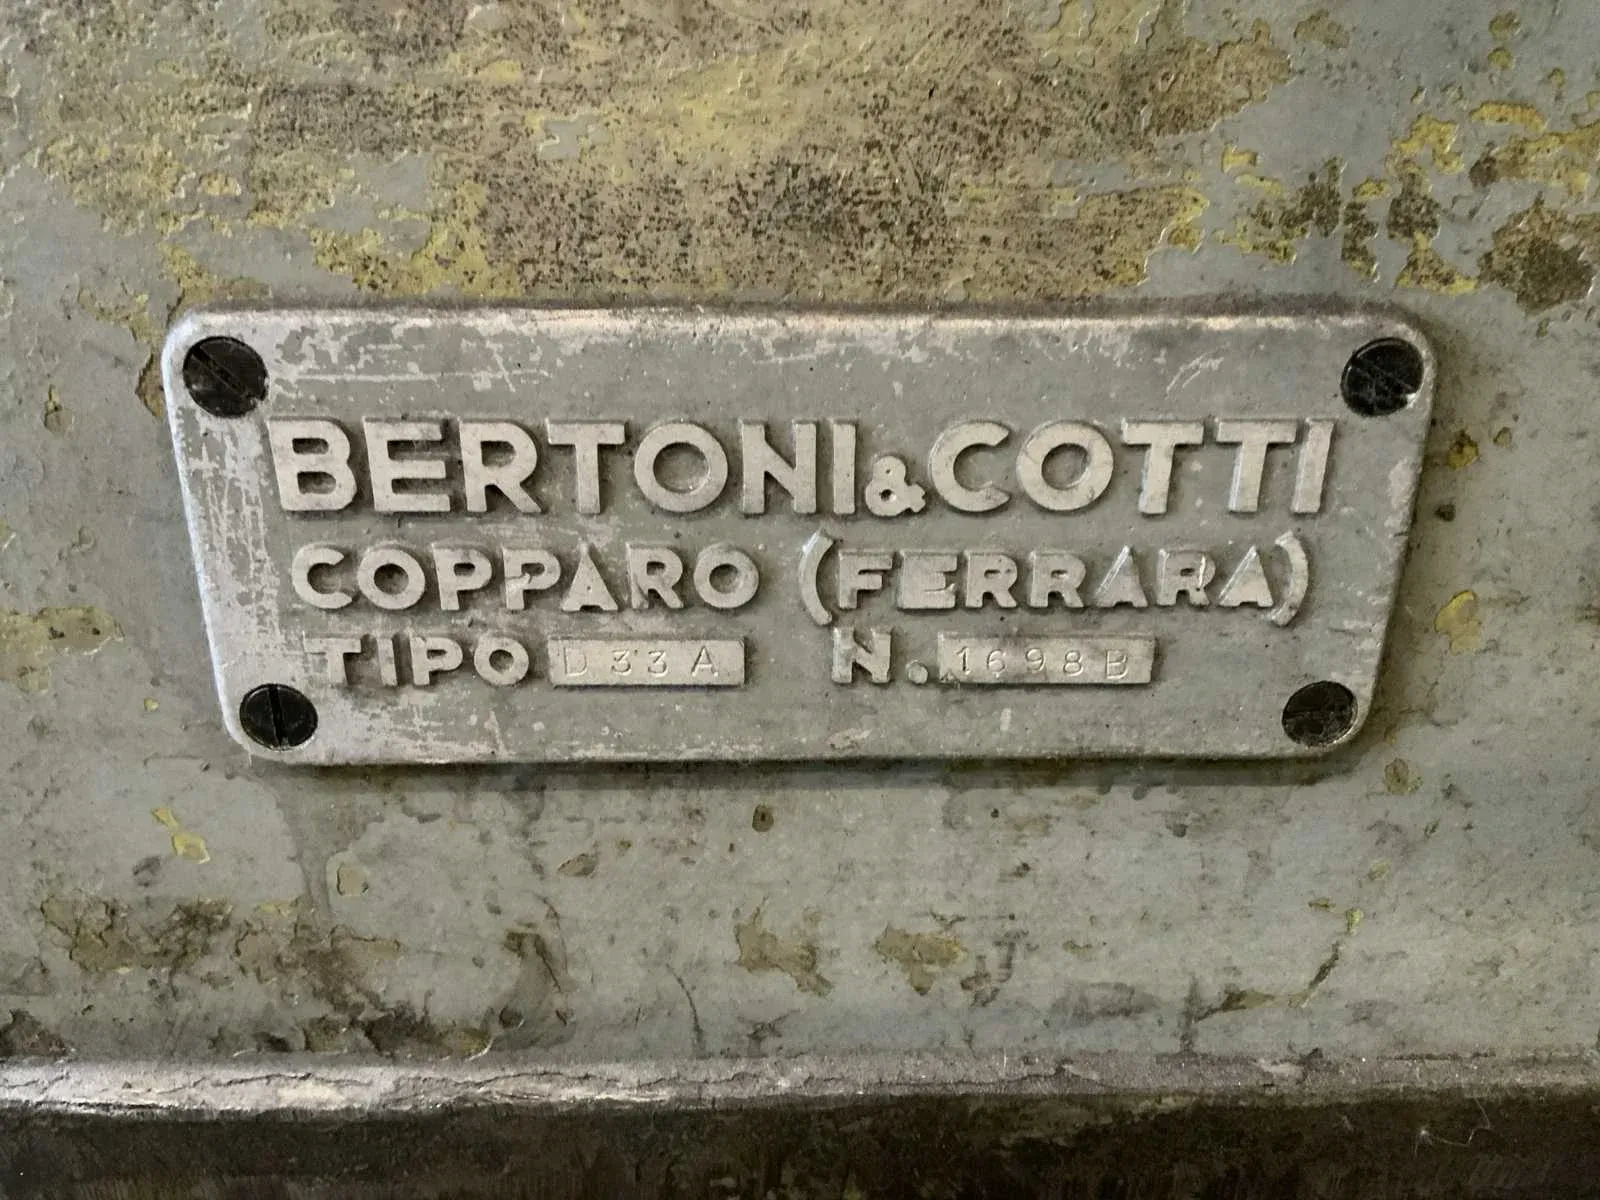 BERTONI & COTTI
COPPARO (FERRARA)
TIPO D 33 A N. 1698 B